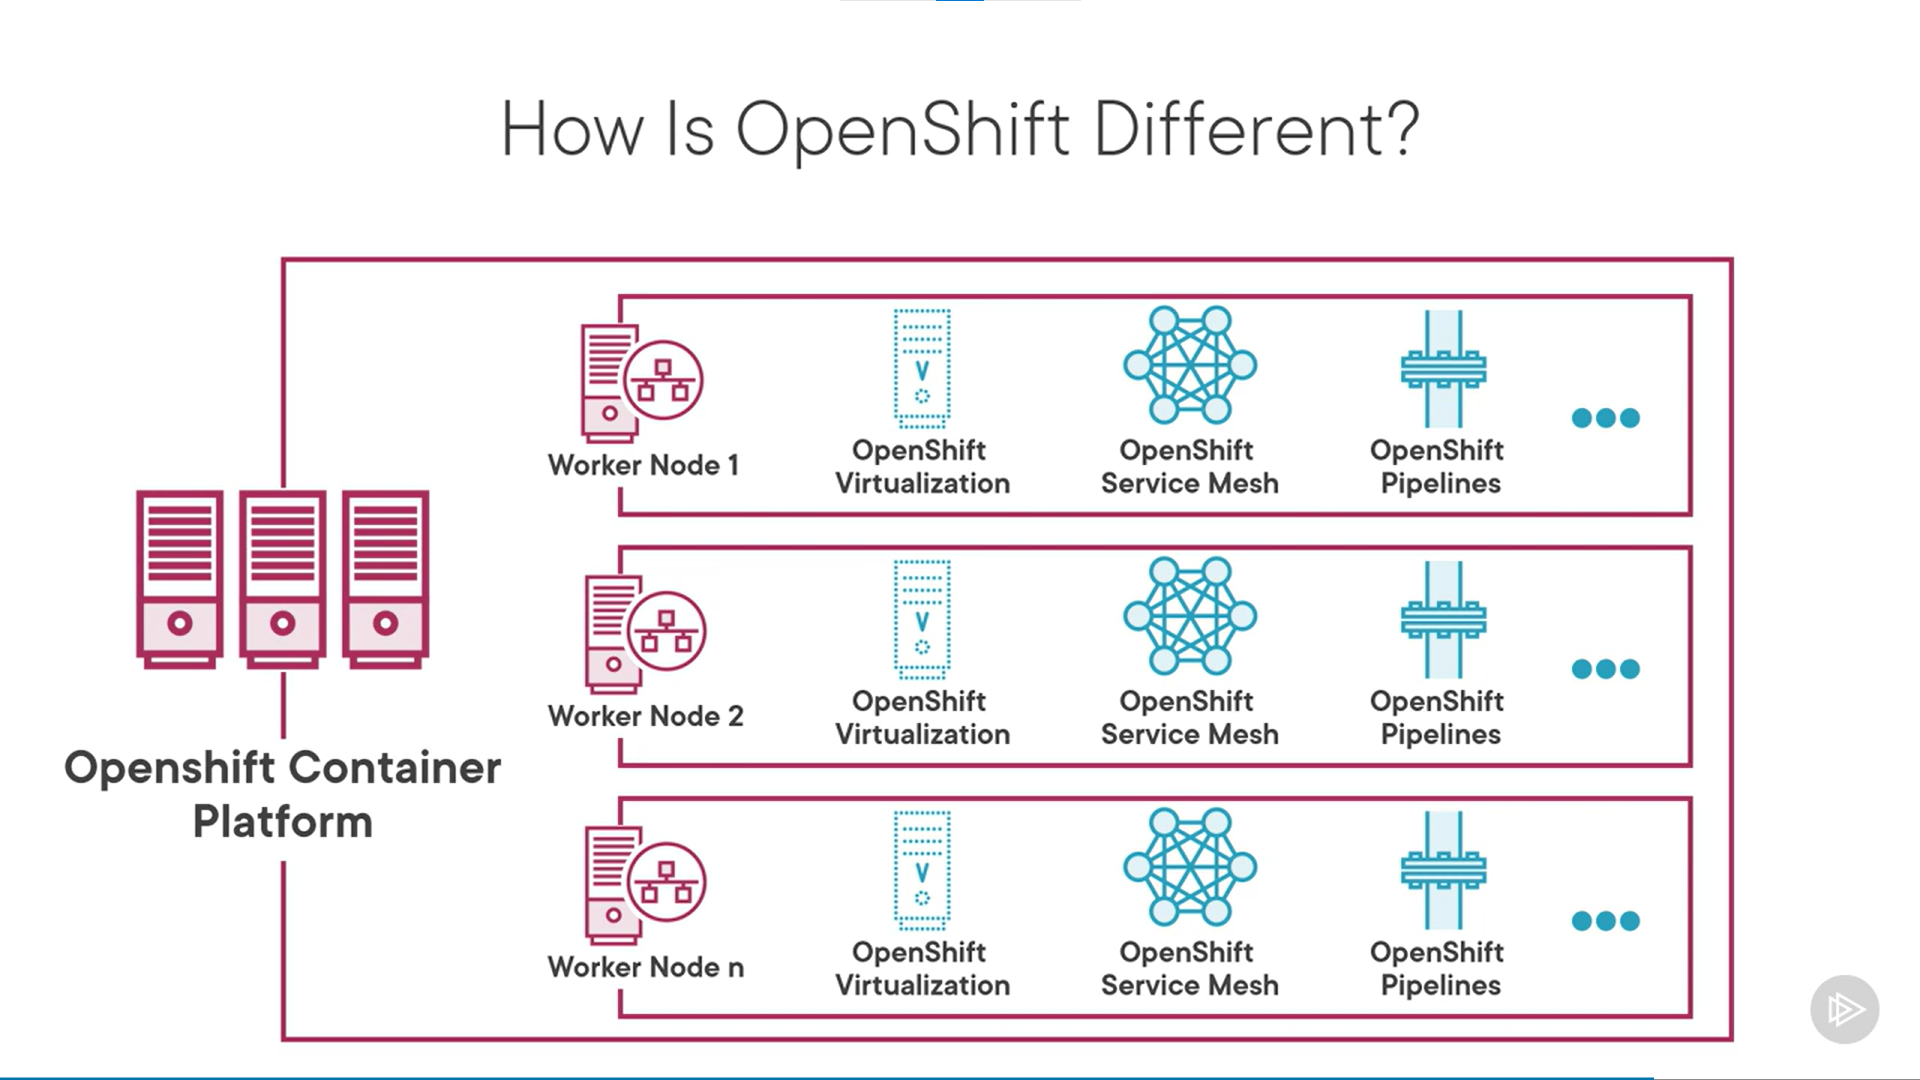 How Is OpenShift Different?
Openshift Container
Platform
Worker Node 1
V
OpenShift
Virtualization
OpenShift
Service Mesh
OpenShift
Pipelines
Worker Node 2
V
OpenShift
Virtualization
OpenShift
Service Mesh
OpenShift
Pipelines
Worker Node n
V
OpenShift
Virtualization
OpenShift
Service Mesh
OpenShift
Pipelines